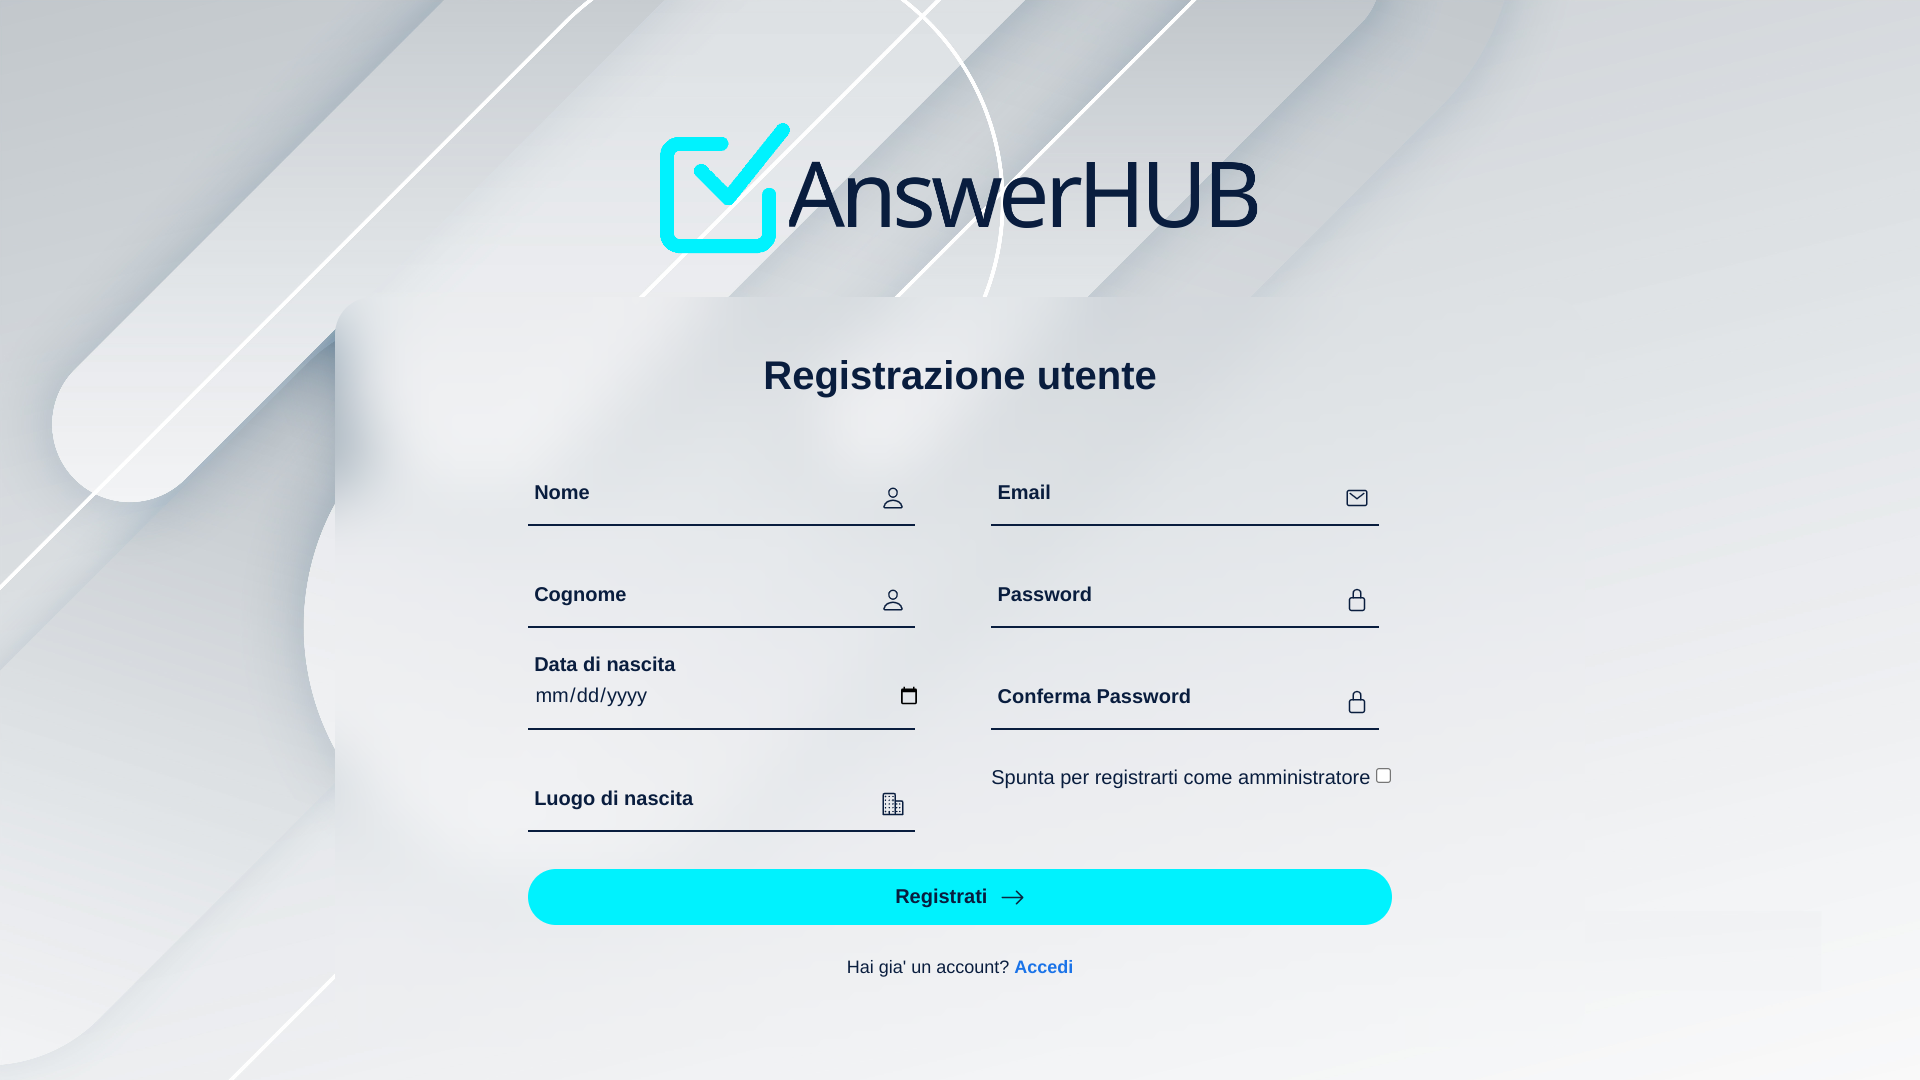 AnswerHUB
Registrazione utente
Nome
Cognome
Data di nascita
mm/dd/yyyy
Luogo di nascita
Email
Password
Conferma Password
Spunta per registrarti come amministratore
Registrati
Hai gia' un account? Accedi